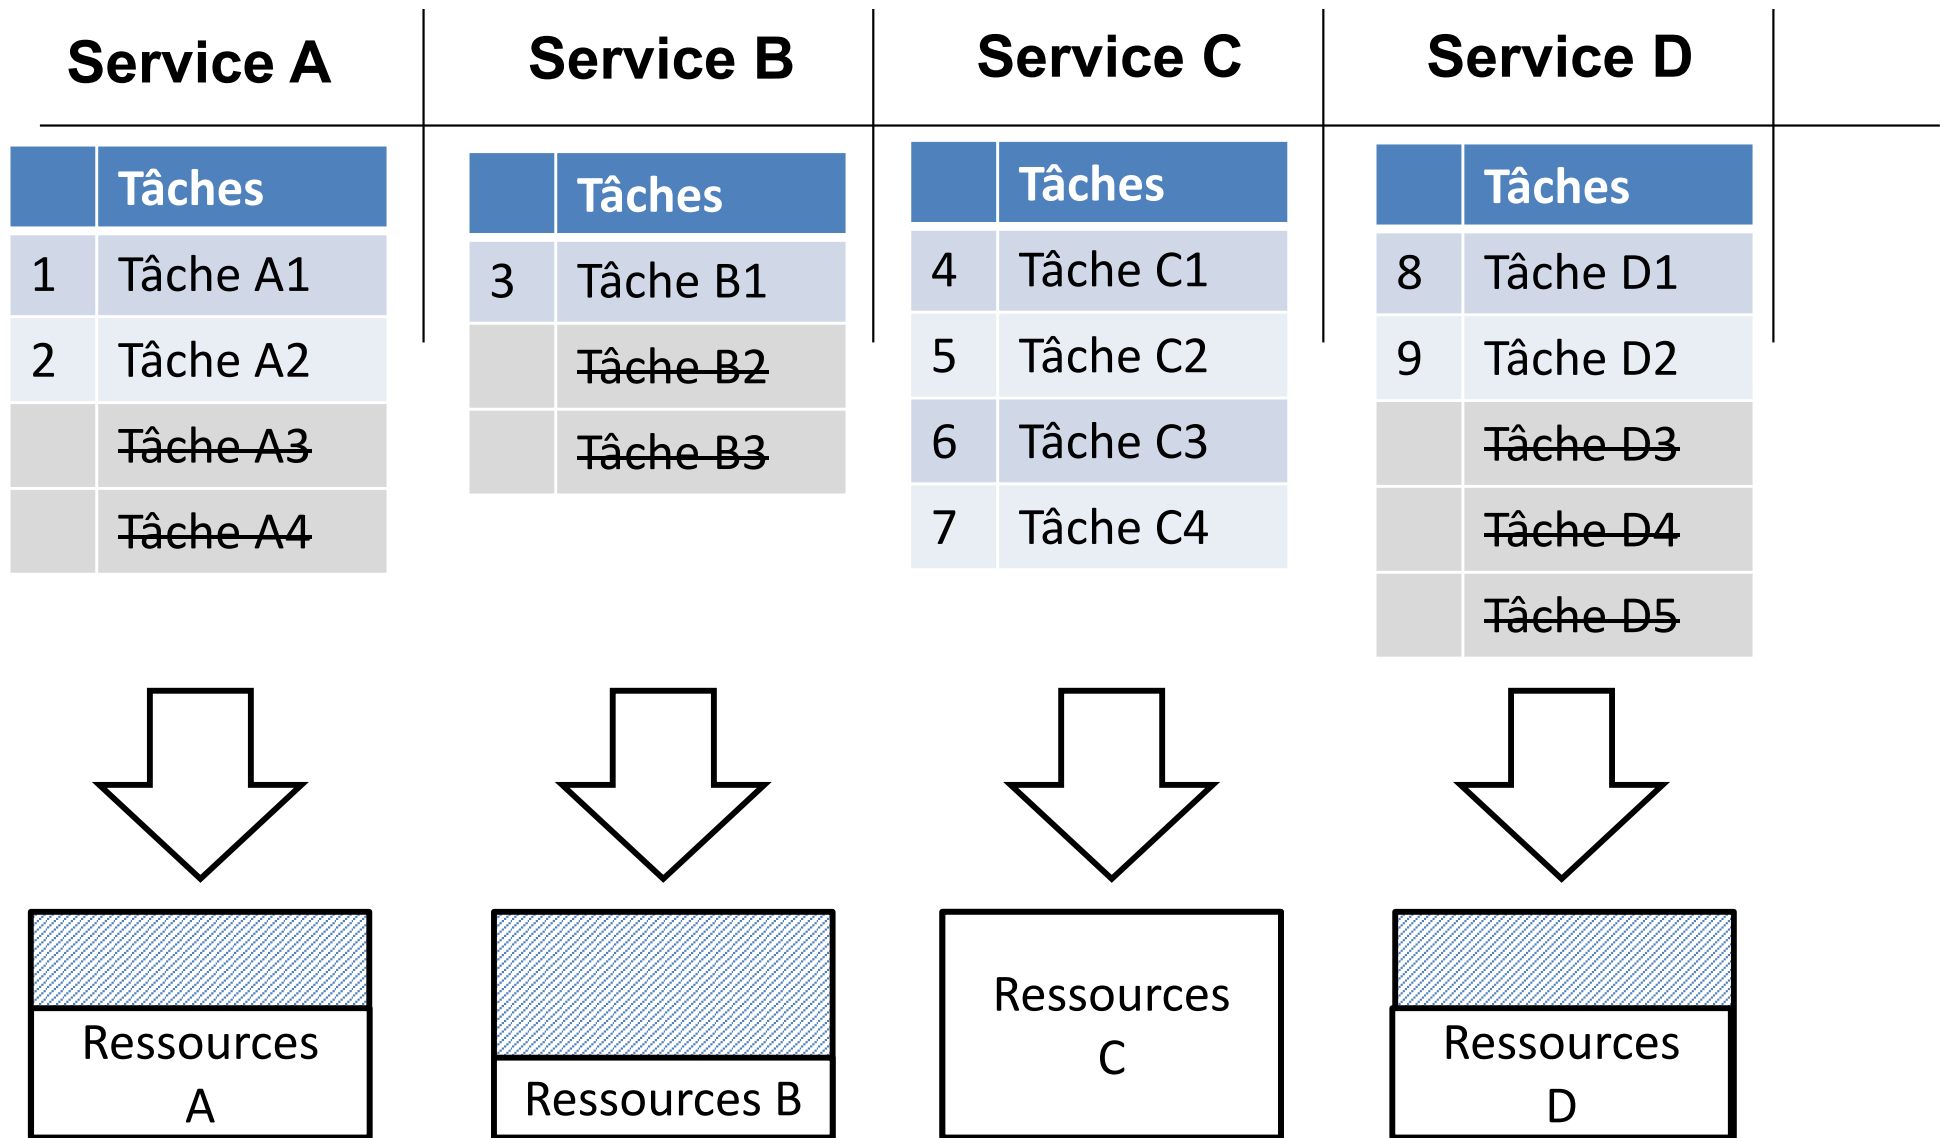 Service A
Service B
Service C
Service D
Tâches
1 Tâche A1
2 Tâche A2
Tâche A3
Tâche A4
Tâches
3 Tâche B1
Tâche B2
Tâche B3
Tâches
4 Tâche C1
5 Tâche C2
6 Tâche C3
7 Tâche C4
Tâches
8 Tâche D1
9 Tâche D2
Tâche D3
Tâche D4
Tâche D5
Ressources
A
Ressources B
Ressources
C
Ressources
D